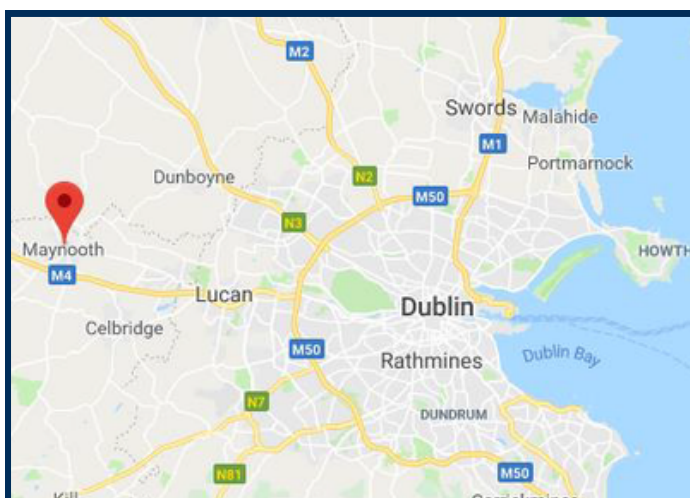 M2
Swords
Malahide
M1
Portmarnock
Dunboyne
N2
M50
N3
Maynooth
HOWTH
M4
Lucan
Dublin
Celbridge
M50
Rathmines
Dublin Bay
N7
DUNDRUM
N81
M50